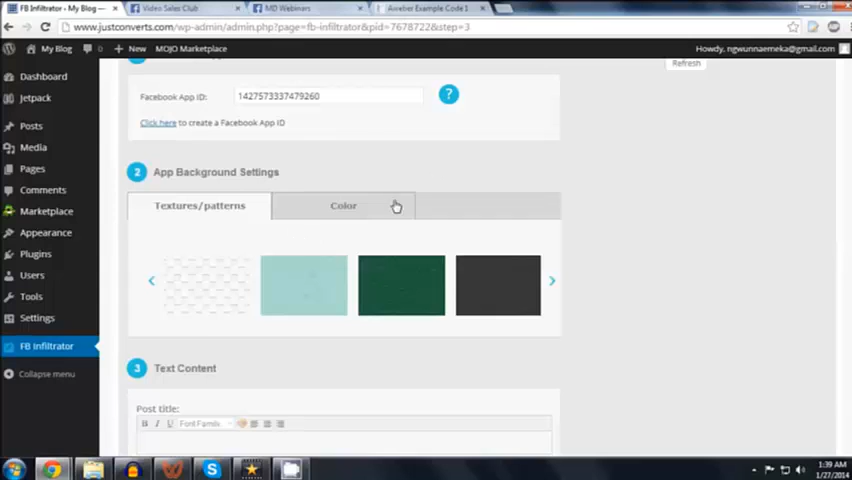 FB Infiltrator - My Blog — W
Video Sales Club
MD Webinars
Aweber Example Code 1
www.justconverts.com/wp-admin/admin.php?page=fb-infiltrator&pid=7678722&step=3
My Blog
+ New
MOJO Marketplace
Howdy, ngwunnaemeka@gmail.com
Dashboard
Jetpack
Posts
Media
Pages
Comments
Marketplace
Appearance
Plugins
Users
Tools
Settings
FB Infiltrator
Collapse menu
Refresh
Facebook App ID:
1427573337479260
?
Click here to create a Facebook App ID
2 App Background Settings
Textures/patterns
Color
3 Text Content
Post title:
B I U Font Family
1:39 AM
1/27/2014